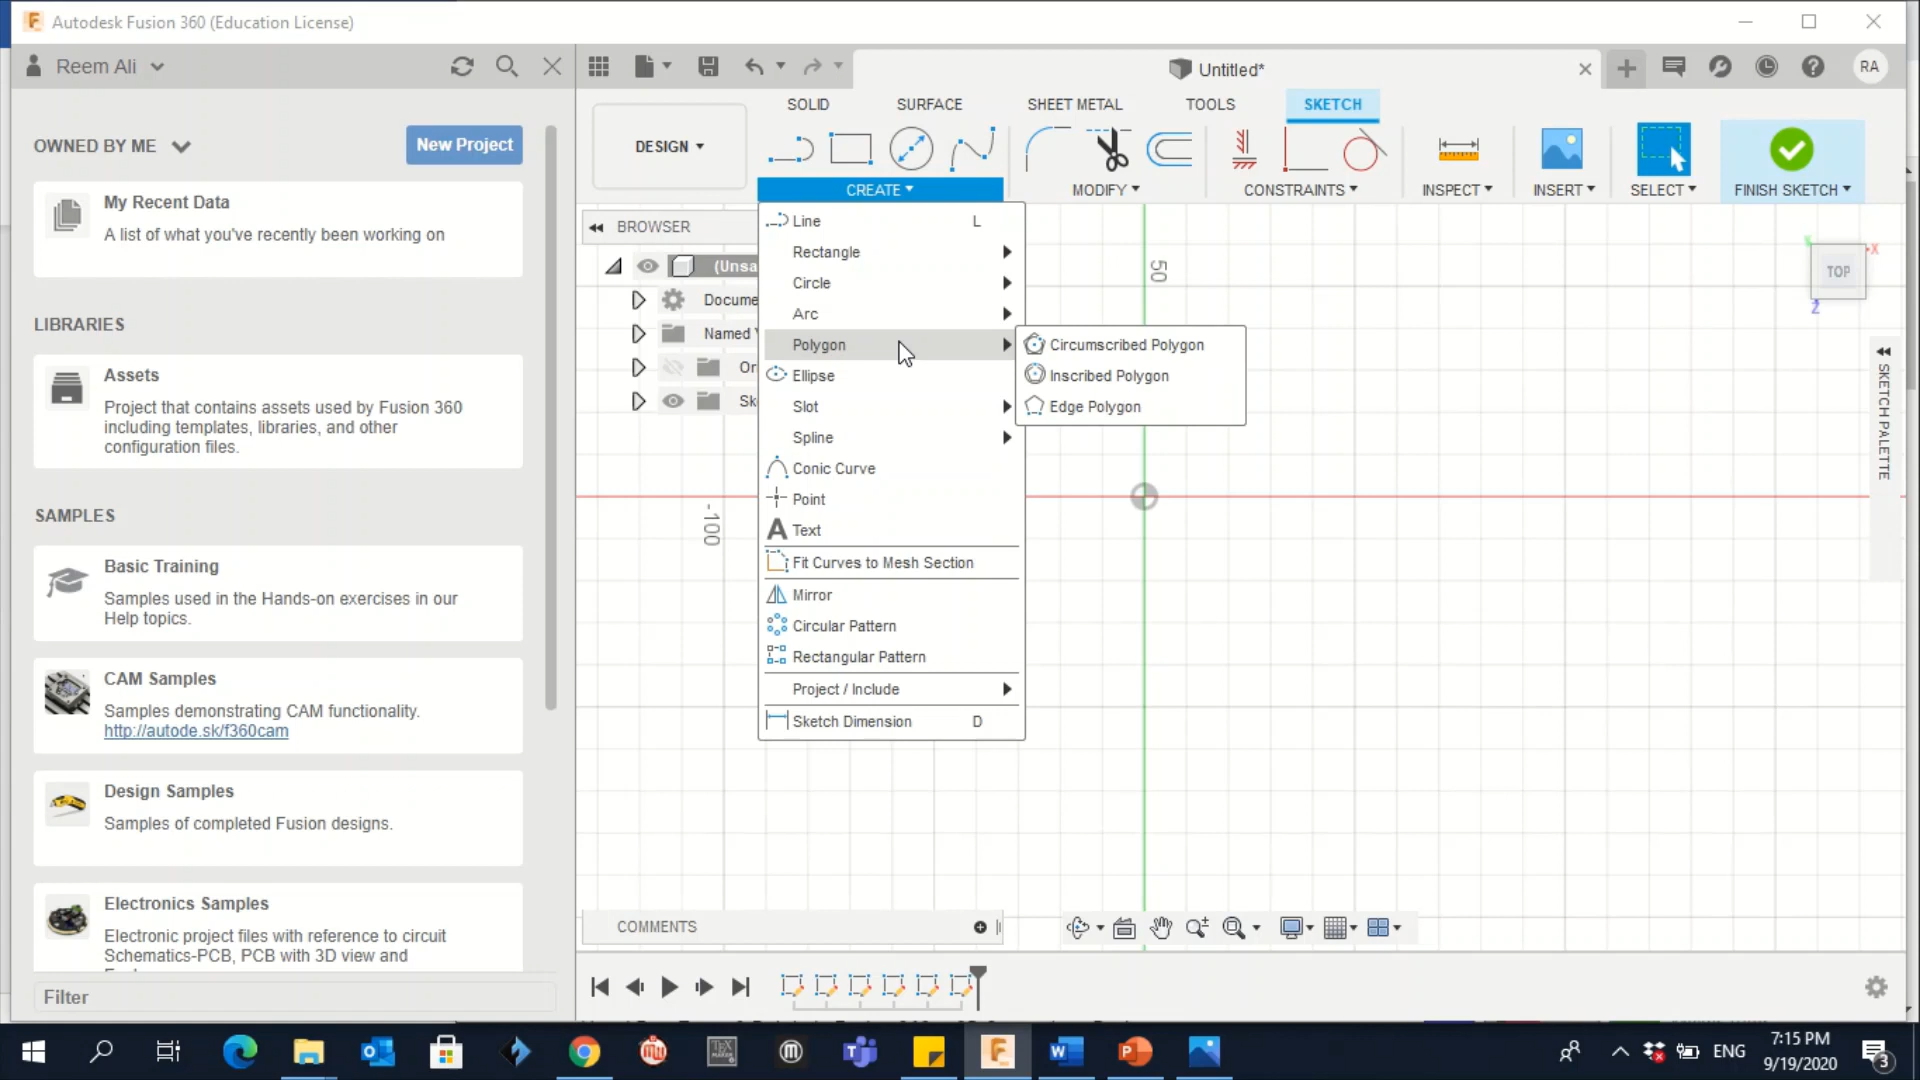 Autodesk Fusion 360 (Education License)
Reem Ali
Untitled*
RA
SOLID
SURFACE
SHEET METAL
TOOLS
SKETCH
DESIGN
CREATE
MODIFY
CONSTRAINTS
INSPECT
INSERT
SELECT
FINISH SKETCH
OWNED BY ME
New Project
My Recent Data
A list of what you've recently been working on
LIBRARIES
Assets
Project that contains assets used by Fusion 360
including templates, libraries, and other
configuration files.
SAMPLES
Basic Training
Samples used in the Hands-on exercises in our
Help topics.
CAM Samples
Samples demonstrating CAM functionality.
http://autode.sk/f360cam
Design Samples
Samples of completed Fusion designs.
Electronics Samples
Electronic project files with reference to circuit
Schematics-PCB, PCB with 3D view and
Filter
BROWSER
(Unsa
Docume
Named V
Or
Sk
Line L
Rectangle
Circle
Arc
Polygon
Ellipse
Slot
Spline
Conic Curve
Point
Text
Fit Curves to Mesh Section
Mirror
Circular Pattern
Rectangular Pattern
Project / Include
Sketch Dimension D
Circumscribed Polygon
Inscribed Polygon
Edge Polygon
50
-100
TOP
X
Z
SKETCH PALETTE
COMMENTS
ENG
7:15 PM
9/19/2020
3